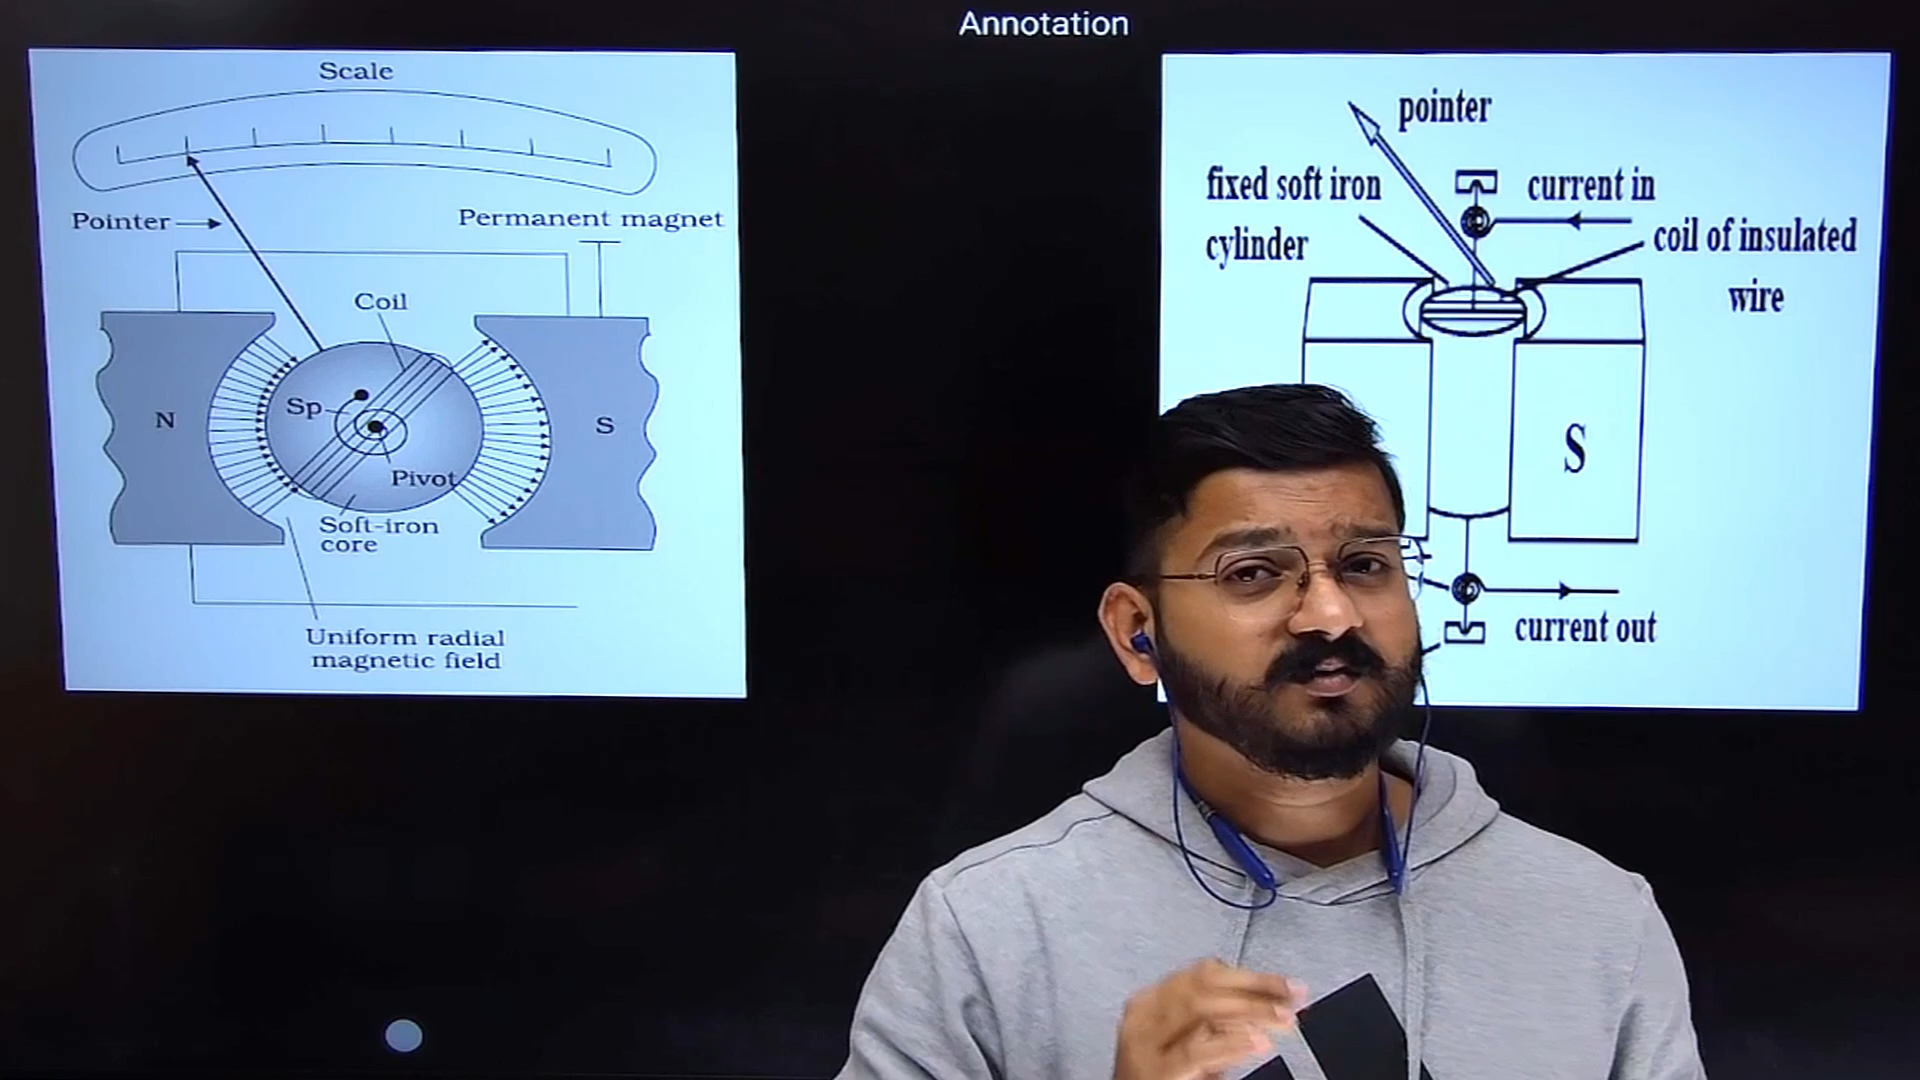 Annotation
Scale
Pointer
Permanent magnet
Coil
N
Sp
S
Pivot
Soft-iron
core
Uniform radial
magnetic field
pointer
fixed soft iron
cylinder
current in
coil of insulated
wire
S
current out